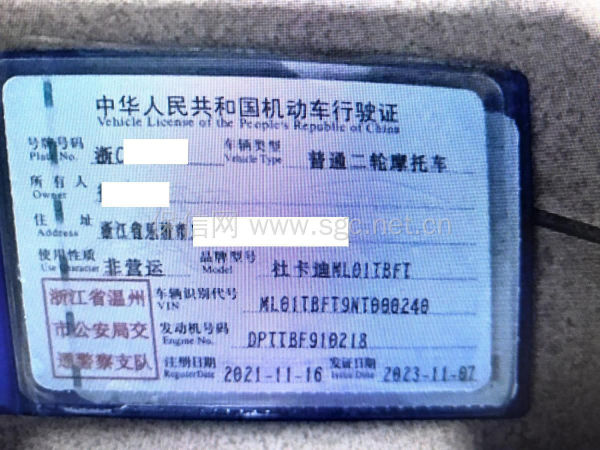 中华人民共和国机动车行驶证
Vehicle License of the People's Republic of China
号牌号码 浙C 车辆类型 普通二轮摩托车
Plate No. Vehicle Type
所有人
Owner
住址 浙江省乐清市
Address
信网 www.sgcc.net.cn
使用性质 非营运 品牌型号 杜卡迪ML01TBFT
Use Character Model
浙江省温州
市公安局交
通警察支队
车辆识别代号 ML01TBFT9NT000240
VIN
发动机号码 DPTTBF910218
Engine No.
注册日期 2021-11-16 发证日期 2023-11-07
Register Date Issue Date